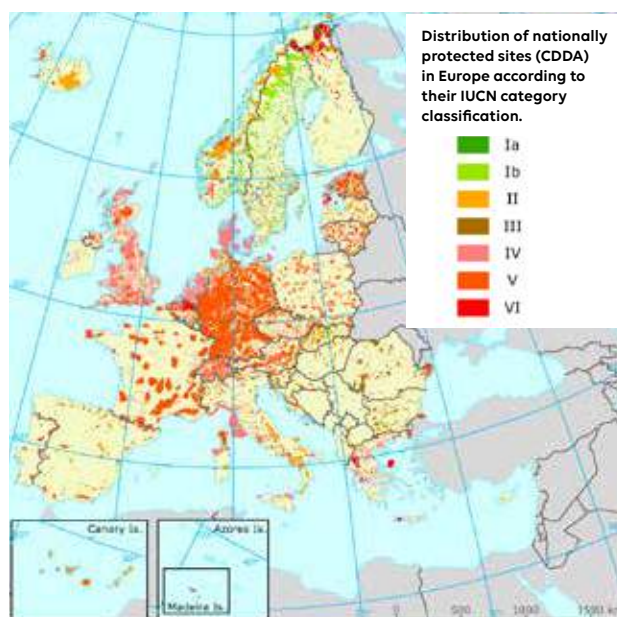 Distribution of nationally
protected sites (CDDA)
in Europe according to
their IUCN category
classification.
Ia
Ib
II
III
IV
V
VI
Canary Is.
Azores Is.
Madeira Is.
0 500 1000 1500 km